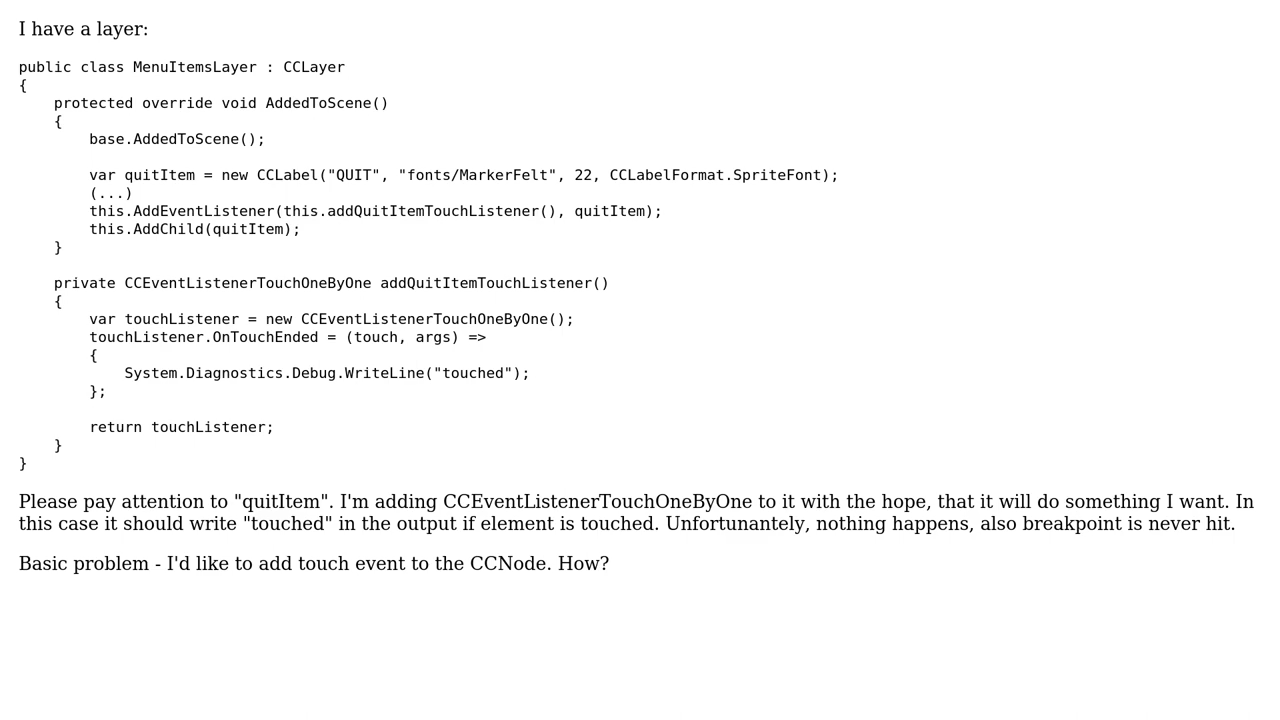 I have a layer:
public class MenuItemsLayer : CCLayer
{
    protected override void AddedToScene()
    {
        base.AddedToScene();

        var quitItem = new CCLabel("QUIT", "fonts/MarkerFelt", 22, CCLabelFormat.SpriteFont);
        (...)
        this.AddEventListener(this.addQuitItemTouchListener(), quitItem);
        this.AddChild(quitItem);
    }

    private CCEventListenerTouchOneByOne addQuitItemTouchListener()
    {
        var touchListener = new CCEventListenerTouchOneByOne();
        touchListener.OnTouchEnded = (touch, args) =>
        {
            System.Diagnostics.Debug.WriteLine("touched");
        };

        return touchListener;
    }
}
Please pay attention to "quitItem". I'm adding CCEventListenerTouchOneByOne to it with the hope, that it will do something I want. In
this case it should write "touched" in the output if element is touched. Unfortunantely, nothing happens, also breakpoint is never hit.
Basic problem - I'd like to add touch event to the CCNode. How?